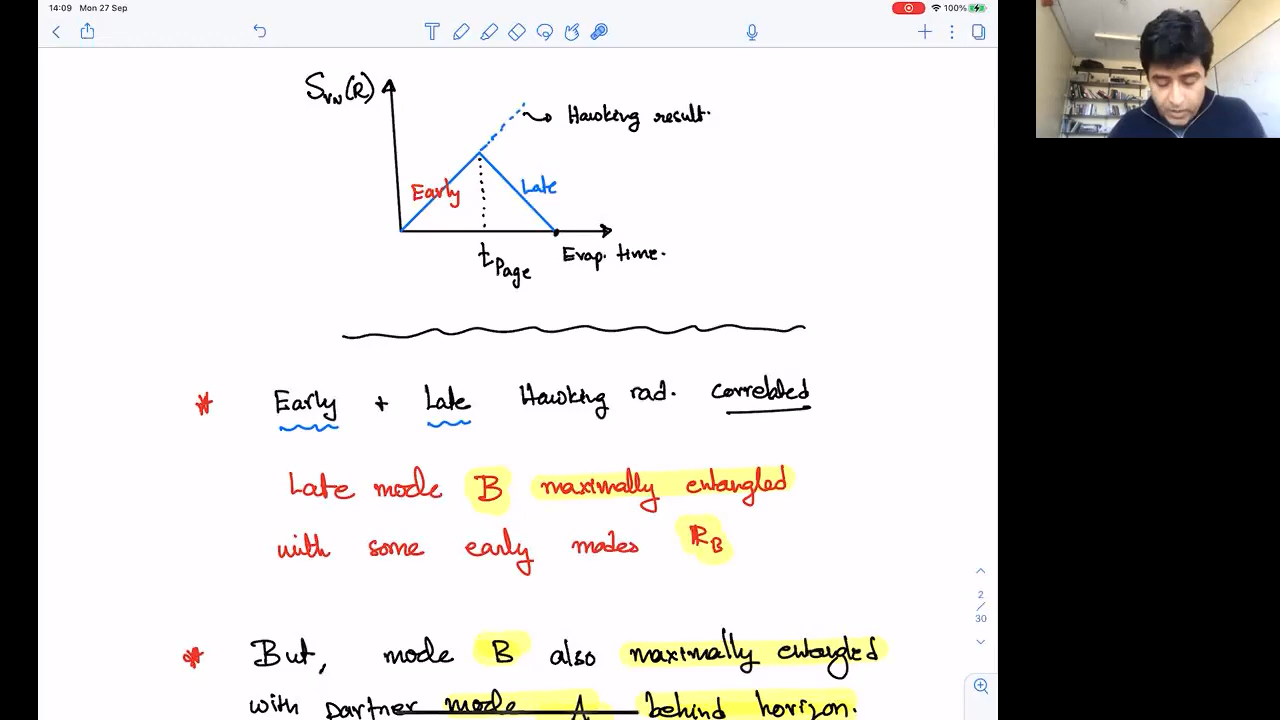 14:09 Mon 27 Sep
100%
S_VN(R)
Hawking result.
Early
Late
t_Page
Evap. time.
* Early + Late Hawking rad. correlated
Late mode B maximally entangled
with some early modes R_B
* But, mode B also maximally entangled
with partner mode A behind horizon.
2
/
30